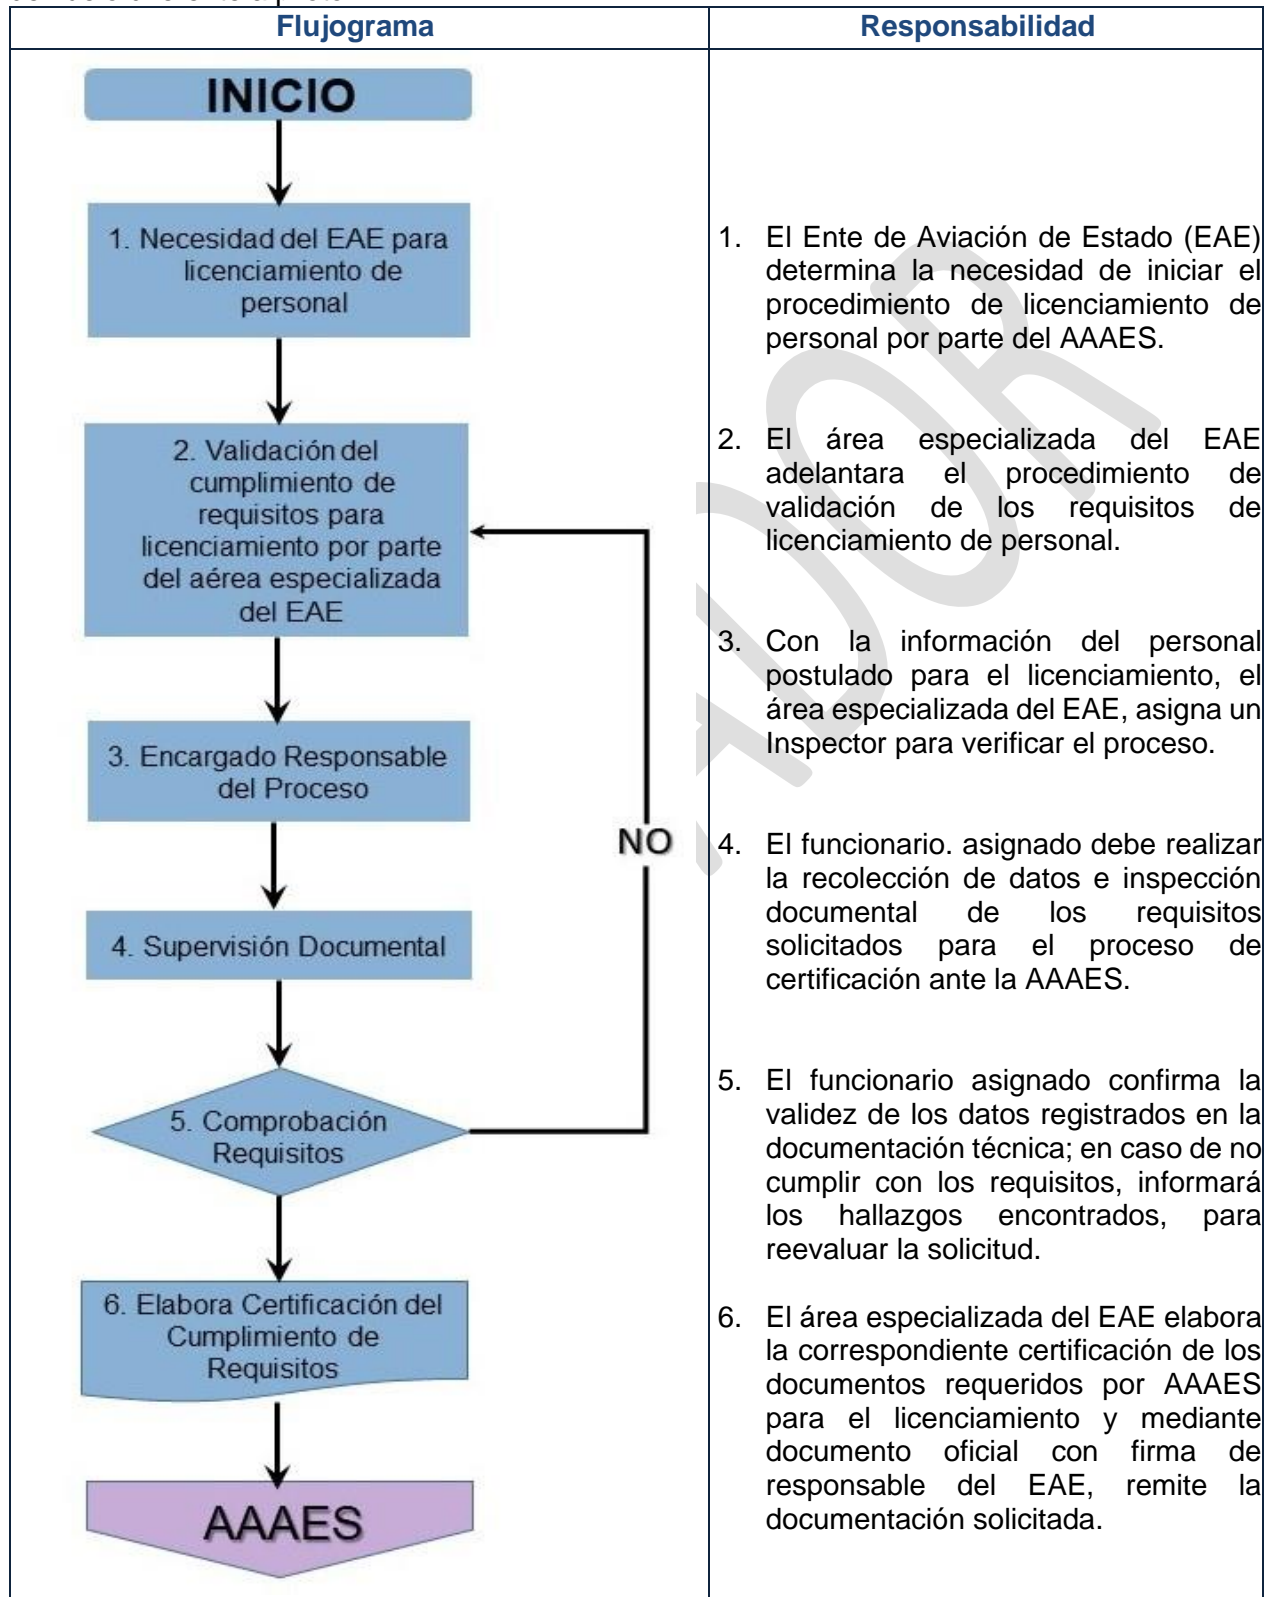 Flujograma
Responsabilidad
INICIO
1. Necesidad del EAE para
licenciamiento de
personal
2. Validación del
cumplimiento de
requisitos para
licenciamiento por parte
del aérea especializada
del EAE
3. Encargado Responsable
del Proceso
NO
4. Supervisión Documental
5. Comprobación
Requisitos
6. Elabora Certificación del
Cumplimiento de
Requisitos
AAAES
1. El Ente de Aviación de Estado (EAE)
determina la necesidad de iniciar el
procedimiento de licenciamiento de
personal por parte del AAAES.
2. El área especializada del EAE
adelantara el procedimiento de
validación de los requisitos de
licenciamiento de personal.
3. Con la información del personal
postulado para el licenciamiento, el
área especializada del EAE, asigna un
Inspector para verificar el proceso.
4. El funcionario. asignado debe realizar
la recolección de datos e inspección
documental de los requisitos
solicitados para el proceso de
certificación ante la AAAES.
5. El funcionario asignado confirma la
validez de los datos registrados en la
documentación técnica; en caso de no
cumplir con los requisitos, informará
los hallazgos encontrados, para
reevaluar la solicitud.
6. El área especializada del EAE elabora
la correspondiente certificación de los
documentos requeridos por AAAES
para el licenciamiento y mediante
documento oficial con firma de
responsable del EAE, remite la
documentación solicitada.
ADOR